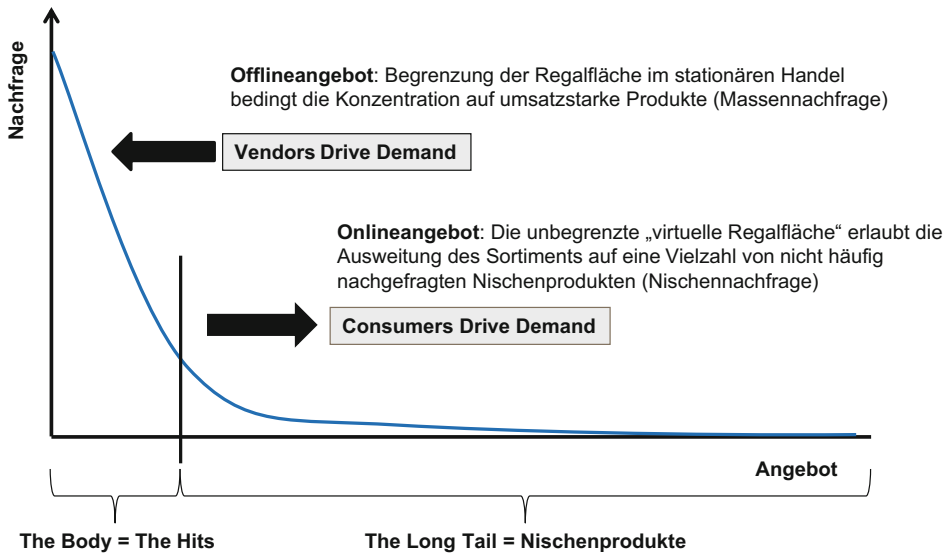 Nachfrage
Offlineangebot: Begrenzung der Regalfläche im stationären Handel
bedingt die Konzentration auf umsatzstarke Produkte (Massennachfrage)
Vendors Drive Demand
Onlineangebot: Die unbegrenzte „virtuelle Regalfläche“ erlaubt die
Ausweitung des Sortiments auf eine Vielzahl von nicht häufig
nachgefragten Nischenprodukten (Nischennachfrage)
Consumers Drive Demand
Angebot
The Body = The Hits
The Long Tail = Nischenprodukte